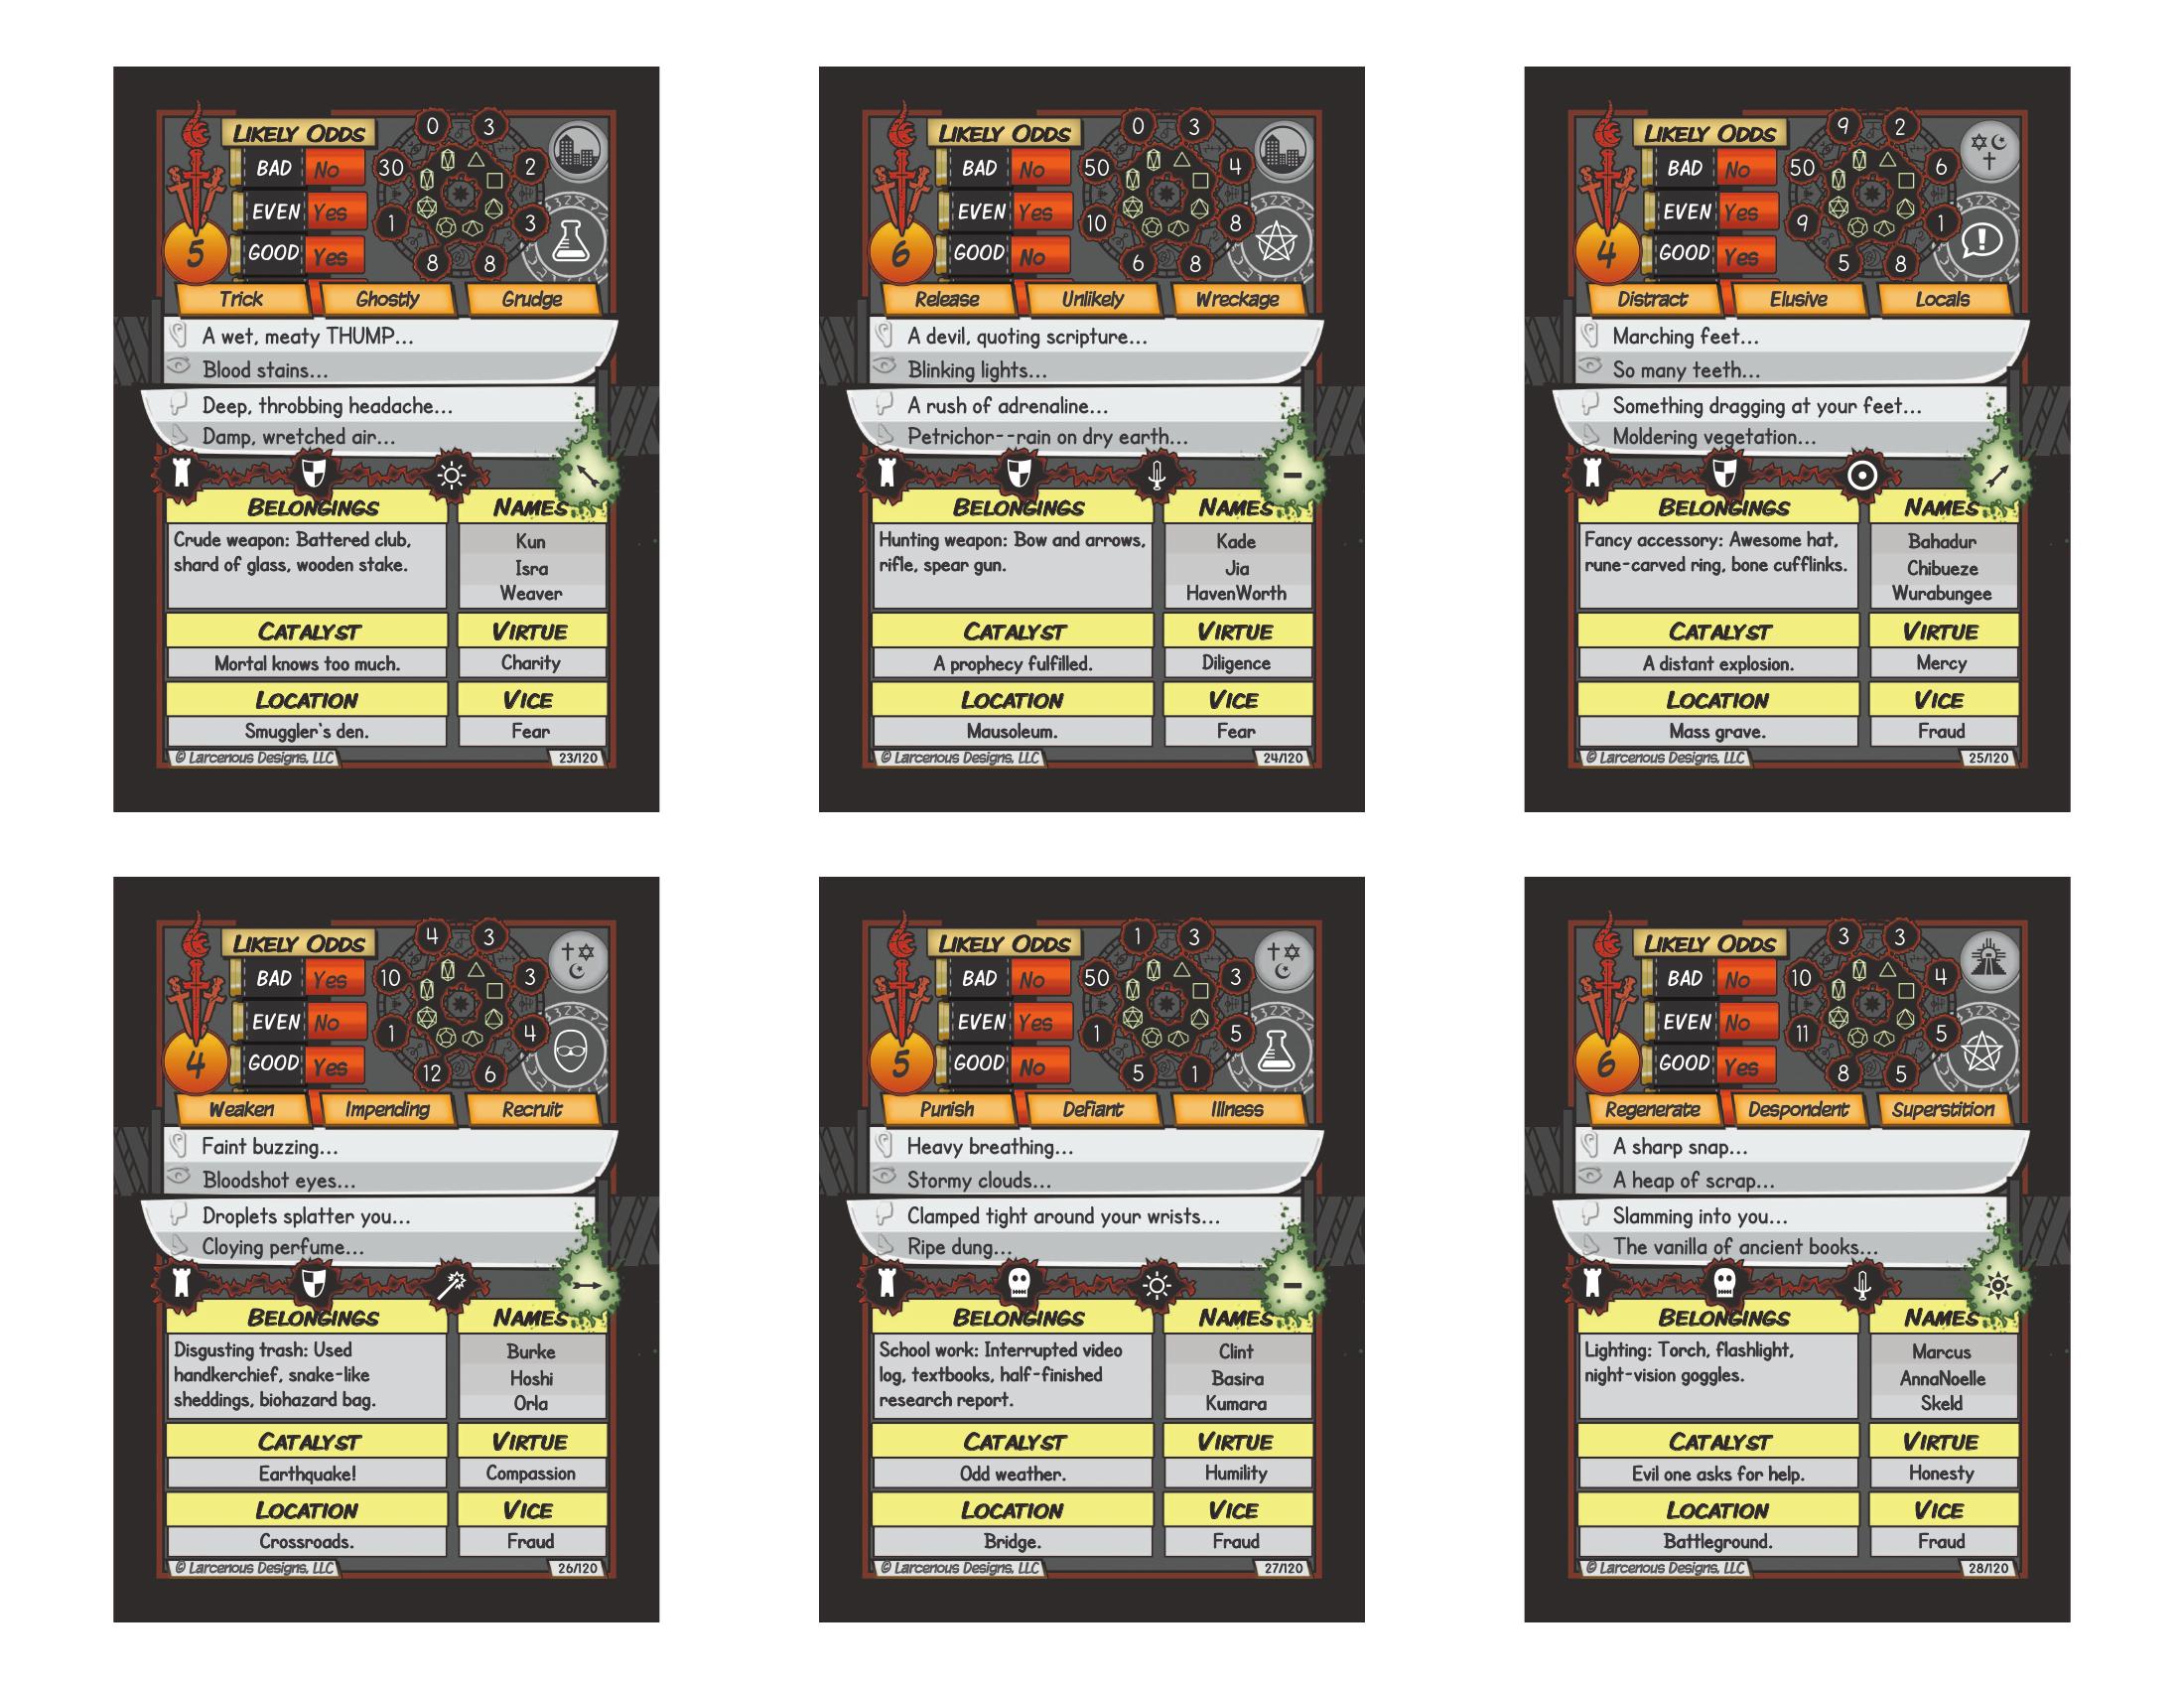 LIKELY ODDS
0 3
BAD No 30 2
EVEN Yes 1 3
5 GOOD Yes 8 8
Trick Ghostly Grudge
A wet, meaty THUMP...
Blood stains...
Deep, throbbing headache...
Damp, wretched air...
BELONGINGS NAMES
Crude weapon: Battered club,
shard of glass, wooden stake.
Kun
Isra
Weaver
CATALYST VIRTUE
Mortal knows too much. Charity
LOCATION VICE
Smuggler's den. Fear
© Larcenous Designs, LLC 23/120
LIKELY ODDS
0 3
BAD No 50 4
EVEN Yes 10 8
6 GOOD No 6 8
Release Unlikely Wreckage
A devil, quoting scripture...
Blinking lights...
A rush of adrenaline...
Petrichor--rain on dry earth...
BELONGINGS NAMES
Hunting weapon: Bow and arrows,
rifle, spear gun.
Kade
Jia
HavenWorth
CATALYST VIRTUE
A prophecy fulfilled. Diligence
LOCATION VICE
Mausoleum. Fear
© Larcenous Designs, LLC 24/120
LIKELY ODDS
9 2
BAD No 50 6
EVEN Yes 9 1
4 GOOD Yes 5 8
Distract Elusive Locals
Marching feet...
So many teeth...
Something dragging at your feet...
Moldering vegetation...
BELONGINGS NAMES
Fancy accessory: Awesome hat,
rune-carved ring, bone cufflinks.
Bahadur
Chibueze
Wurabungee
CATALYST VIRTUE
A distant explosion. Mercy
LOCATION VICE
Mass grave. Fraud
© Larcenous Designs, LLC 25/120
LIKELY ODDS
4 3
BAD Yes 10 3
EVEN No 1 4
4 GOOD Yes 12 6
Weaken Impending Recruit
Faint buzzing...
Bloodshot eyes...
Droplets splatter you...
Cloying perfume...
BELONGINGS NAMES
Disgusting trash: Used
handkerchief, snake-like
sheddings, biohazard bag.
Burke
Hoshi
Orla
CATALYST VIRTUE
Earthquake! Compassion
LOCATION VICE
Crossroads. Fraud
© Larcenous Designs, LLC 26/120
LIKELY ODDS
1 3
BAD No 50 3
EVEN Yes 1 5
5 GOOD No 5 1
Punish Defiant Illness
Heavy breathing...
Stormy clouds...
Clamped tight around your wrists...
Ripe dung...
BELONGINGS NAMES
School work: Interrupted video
log, textbooks, half-finished
research report.
Clint
Basira
Kumara
CATALYST VIRTUE
Odd weather. Humility
LOCATION VICE
Bridge. Fraud
© Larcenous Designs, LLC 27/120
LIKELY ODDS
3 3
BAD No 10 4
EVEN No 11 5
6 GOOD Yes 8 5
Regenerate Despondent Superstition
A sharp snap...
A heap of scrap...
Slamming into you...
The vanilla of ancient books...
BELONGINGS NAMES
Lighting: Torch, flashlight,
night-vision goggles.
Marcus
AnnaNoelle
Skeld
CATALYST VIRTUE
Evil one asks for help. Honesty
LOCATION VICE
Battleground. Fraud
© Larcenous Designs, LLC 28/120